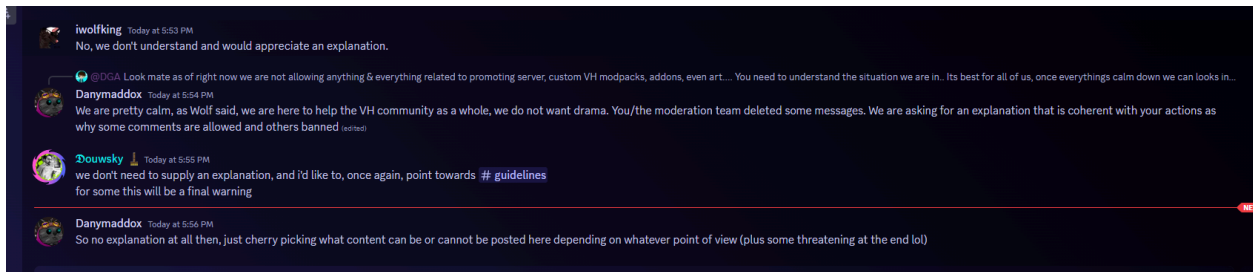 iwolfking Today at 5:53 PM
No, we don't understand and would appreciate an explanation.
@DGA Look mate as of right now we are not allowing anything & everything related to promoting server, custom VH modpacks, addons, even art.... You need to understand the situation we are in.. Its best for all of us, once everythings calm down we can looks in...
Danymaddox Today at 5:54 PM
We are pretty calm, as Wolf said, we are here to help the VH community as a whole, we do not want drama. You/the moderation team deleted some messages. We are asking for an explanation that is coherent with your actions as
why some comments are allowed and others banned (edited)
𝕯ouwsky Today at 5:55 PM
we don't need to supply an explanation, and i'd like to, once again, point towards # guidelines
for some this will be a final warning
NE
Danymaddox Today at 5:56 PM
So no explanation at all then, just cherry picking what content can be or cannot be posted here depending on whatever point of view (plus some threatening at the end lol)